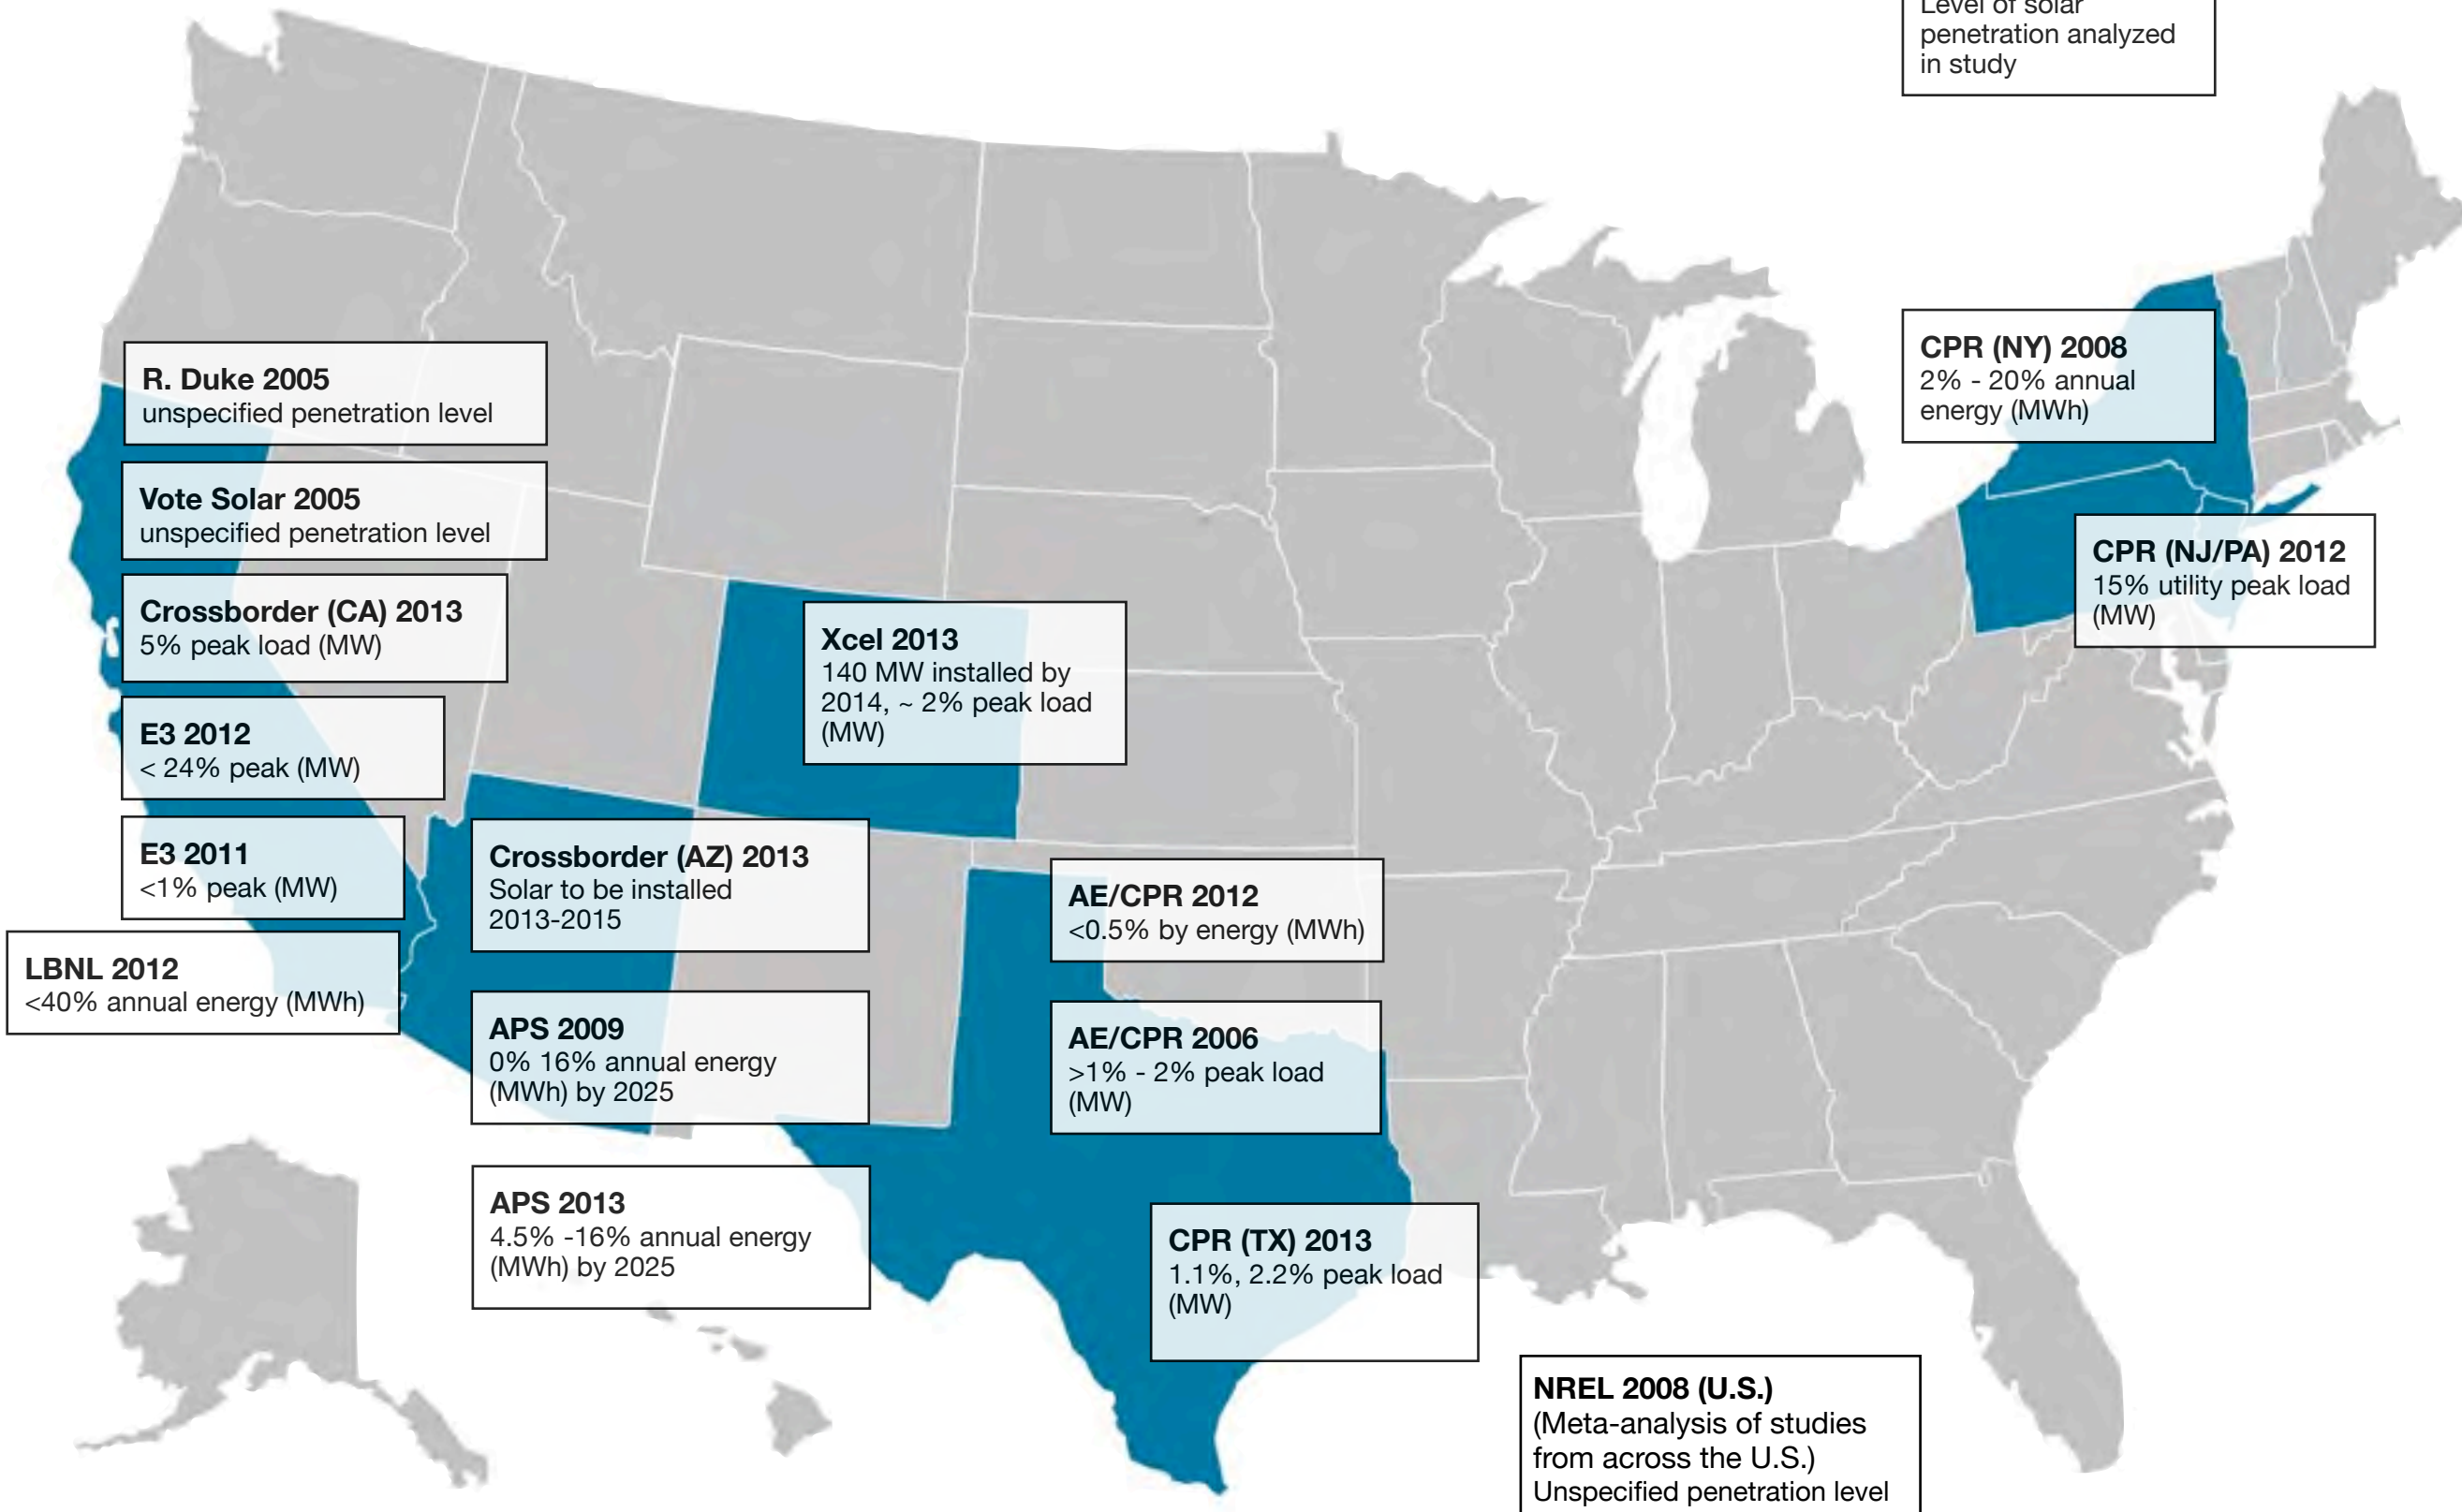 Level of solar
penetration analyzed
in study
R. Duke 2005
unspecified penetration level
Vote Solar 2005
unspecified penetration level
Crossborder (CA) 2013
5% peak load (MW)
E3 2012
< 24% peak (MW)
E3 2011
<1% peak (MW)
LBNL 2012
<40% annual energy (MWh)
Xcel 2013
140 MW installed by
2014, ~ 2% peak load
(MW)
Crossborder (AZ) 2013
Solar to be installed
2013-2015
APS 2009
0% 16% annual energy
(MWh) by 2025
APS 2013
4.5% -16% annual energy
(MWh) by 2025
AE/CPR 2012
<0.5% by energy (MWh)
AE/CPR 2006
>1% - 2% peak load
(MW)
CPR (TX) 2013
1.1%, 2.2% peak load
(MW)
CPR (NY) 2008
2% - 20% annual
energy (MWh)
CPR (NJ/PA) 2012
15% utility peak load
(MW)
NREL 2008 (U.S.)
(Meta-analysis of studies
from across the U.S.)
Unspecified penetration level